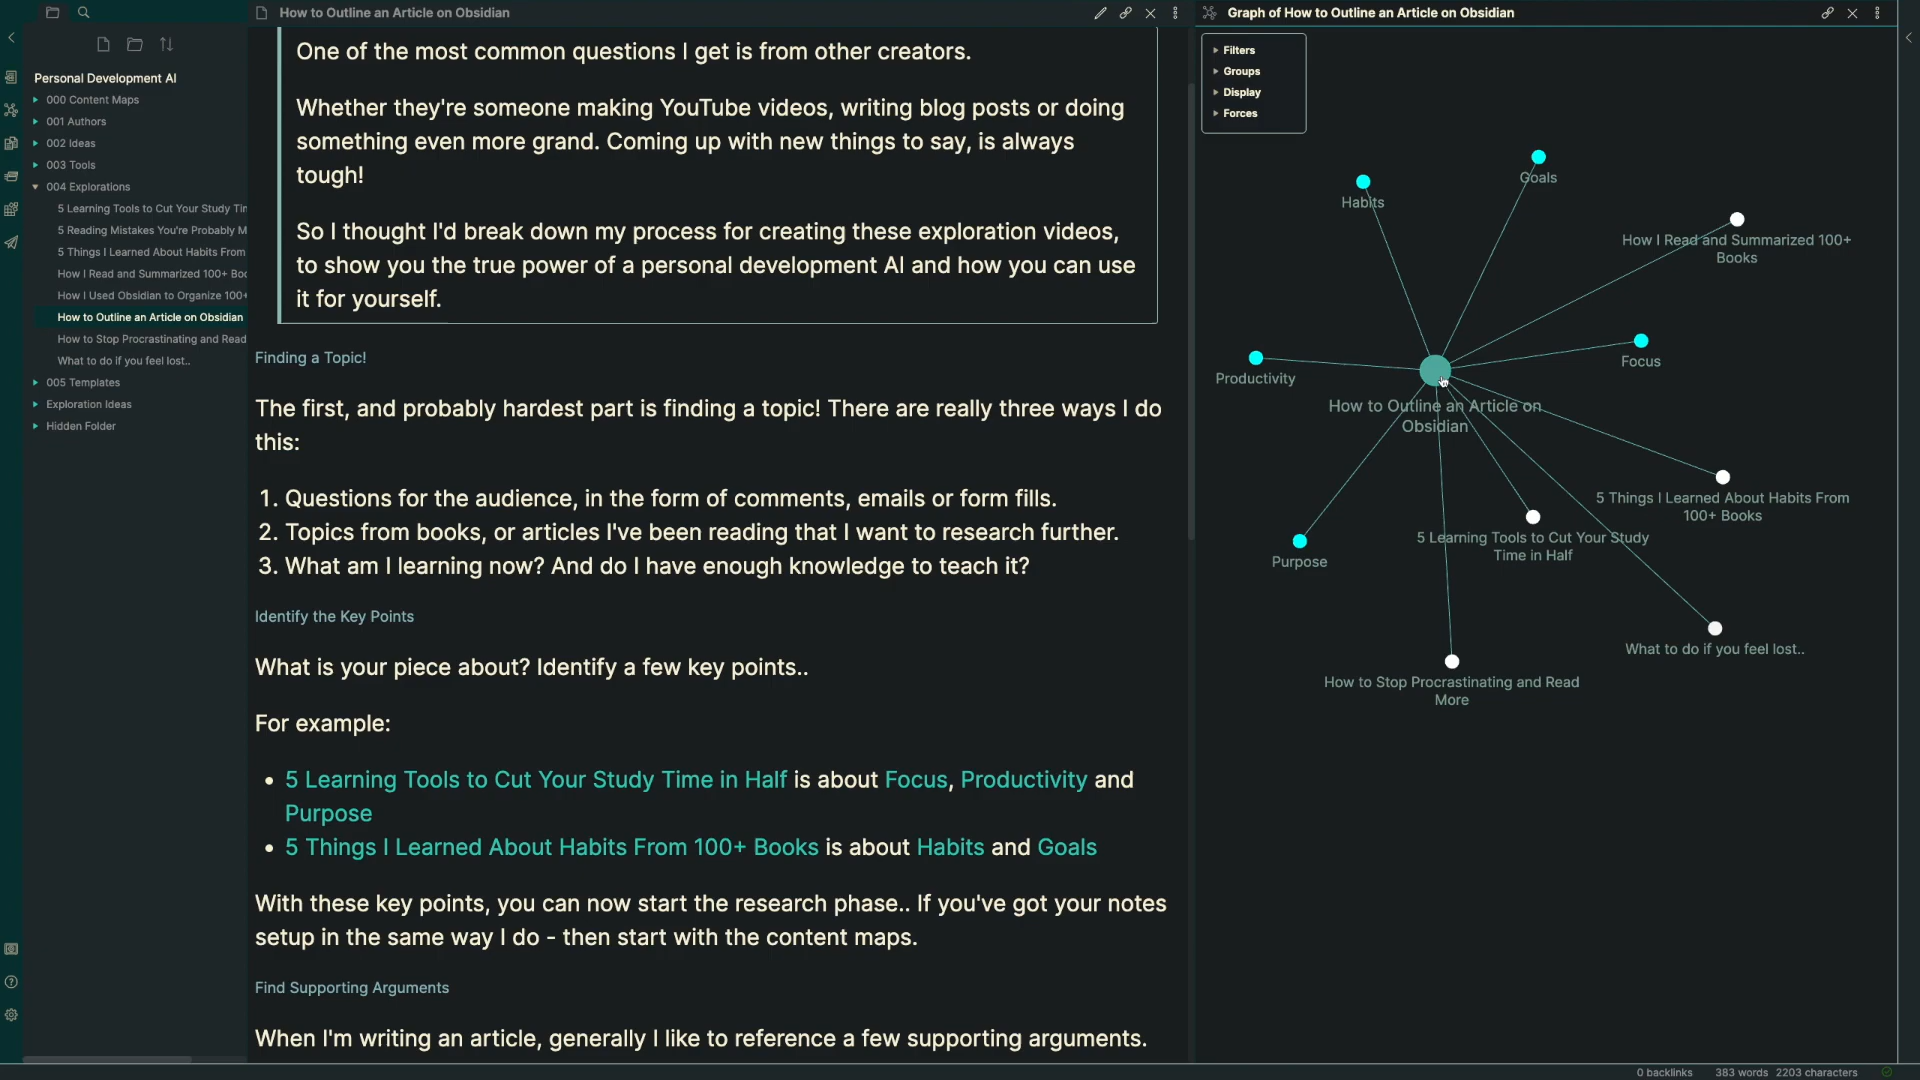 How to Outline an Article on Obsidian
Graph of How to Outline an Article on Obsidian
Personal Development AI
000 Content Maps
001 Authors
002 Ideas
003 Tools
004 Explorations
5 Learning Tools to Cut Your Study Tin
5 Reading Mistakes You're Probably M
5 Things I Learned About Habits From
How I Read and Summarized 100+ Boo
How I Used Obsidian to Organize 100+
How to Outline an Article on Obsidian
How to Stop Procrastinating and Read
What to do if you feel lost..
005 Templates
Exploration Ideas
Hidden Folder
One of the most common questions I get is from other creators.
Whether they're someone making YouTube videos, writing blog posts or doing
something even more grand. Coming up with new things to say, is always
tough!
So I thought I'd break down my process for creating these exploration videos,
to show you the true power of a personal development AI and how you can use
it for yourself.
Finding a Topic!
The first, and probably hardest part is finding a topic! There are really three ways I do
this:
1. Questions for the audience, in the form of comments, emails or form fills.
2. Topics from books, or articles I've been reading that I want to research further.
3. What am I learning now? And do I have enough knowledge to teach it?
Identify the Key Points
What is your piece about? Identify a few key points..
For example:
• 5 Learning Tools to Cut Your Study Time in Half is about Focus, Productivity and
Purpose
• 5 Things I Learned About Habits From 100+ Books is about Habits and Goals
With these key points, you can now start the research phase.. If you've got your notes
setup in the same way I do - then start with the content maps.
Find Supporting Arguments
When I'm writing an article, generally I like to reference a few supporting arguments.
Filters
Groups
Display
Forces
Goals
Habits
How I Read and Summarized 100+
Books
Focus
Productivity
How to Outline an Article on
Obsidian
5 Things I Learned About Habits From
100+ Books
5 Learning Tools to Cut Your Study
Time in Half
Purpose
What to do if you feel lost..
How to Stop Procrastinating and Read
More
0 backlinks
383 words 2203 characters